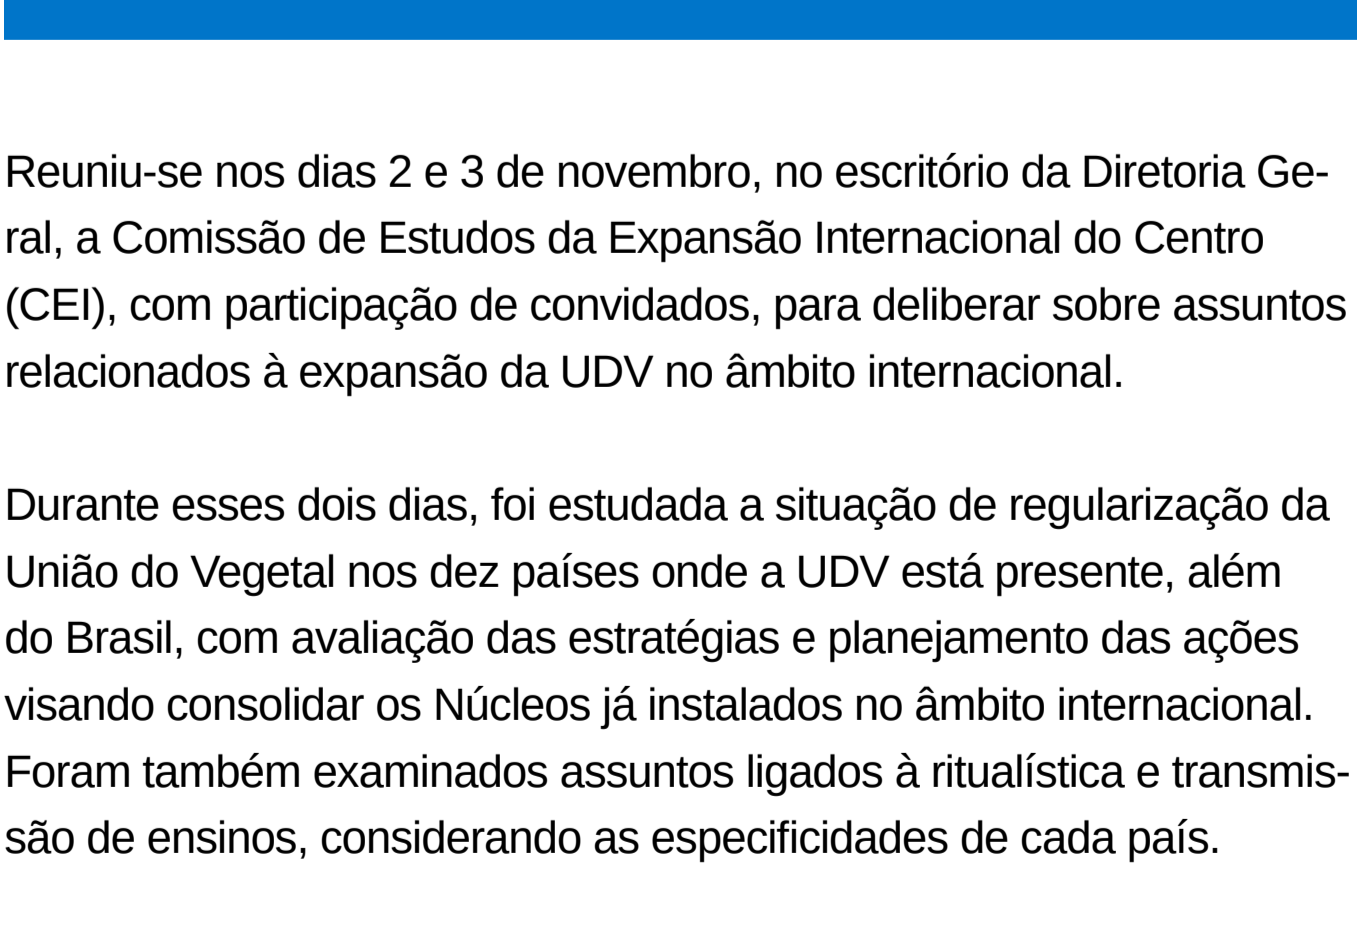 Reuniu-se nos dias 2 e 3 de novembro, no escritório da Diretoria Ge-
ral, a Comissão de Estudos da Expansão Internacional do Centro
(CEI), com participação de convidados, para deliberar sobre assuntos
relacionados à expansão da UDV no âmbito internacional.
Durante esses dois dias, foi estudada a situação de regularização da
União do Vegetal nos dez países onde a UDV está presente, além
do Brasil, com avaliação das estratégias e planejamento das ações
visando consolidar os Núcleos já instalados no âmbito internacional.
Foram também examinados assuntos ligados à ritualística e transmis-
são de ensinos, considerando as especificidades de cada país.